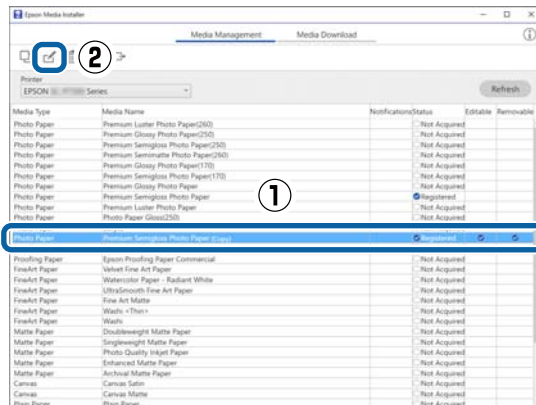 Epson Media Installer
Media Management Media Download
②
Printer
EPSON Series
Refresh
Media Type Media Name Notifications Status Editable Removable
Photo Paper Premium Luster Photo Paper(260) Not Acquired
Photo Paper Premium Glossy Photo Paper(250) Not Acquired
Photo Paper Premium Semigloss Photo Paper(250) Not Acquired
Photo Paper Premium Semimatte Photo Paper(260) Not Acquired
Photo Paper Premium Glossy Photo Paper(170) Not Acquired
Photo Paper Premium Semigloss Photo Paper(170) Not Acquired
Photo Paper Premium Glossy Photo Paper Not Acquired
Photo Paper Premium Semigloss Photo Paper Registered
Photo Paper Premium Luster Photo Paper Not Acquired
Photo Paper Photo Paper Gloss(250) Not Acquired
①
Photo Paper Premium Semigloss Photo Paper (Copy) Registered
Proofing Paper Epson Proofing Paper Commercial Not Acquired
FineArt Paper Velvet Fine Art Paper Not Acquired
FineArt Paper Watercolor Paper - Radiant White Not Acquired
FineArt Paper UltraSmooth Fine Art Paper Not Acquired
FineArt Paper Fine Art Matte Not Acquired
FineArt Paper Washi <Thin> Not Acquired
FineArt Paper Washi Not Acquired
Matte Paper Doubleweight Matte Paper Not Acquired
Matte Paper Singleweight Matte Paper Not Acquired
Matte Paper Photo Quality Inkjet Paper Not Acquired
Matte Paper Enhanced Matte Paper Not Acquired
Matte Paper Archival Matte Paper Not Acquired
Canvas Canvas Satin Not Acquired
Canvas Canvas Matte Not Acquired
Plain Paper Plain Paper Not Acquired